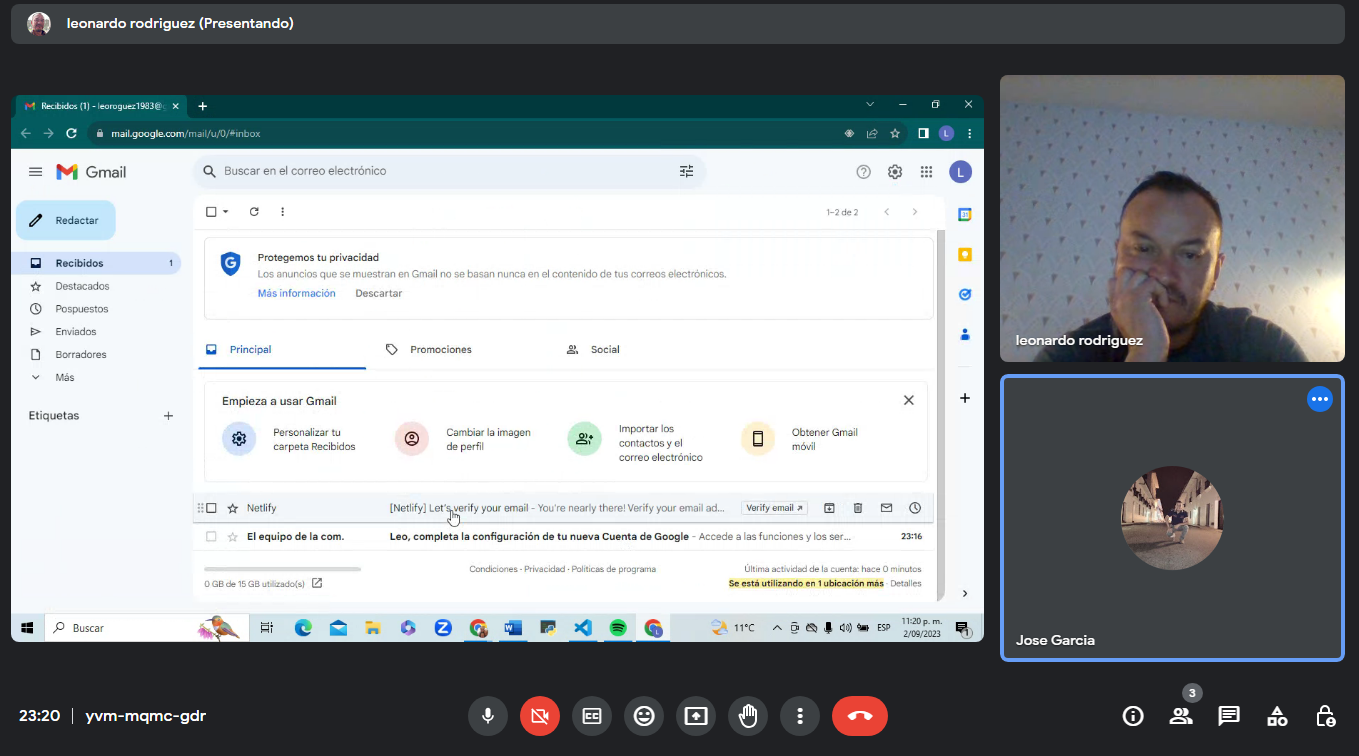 leonardo rodriguez (Presentando)
Recibidos (1) - leoroguez1983@g
mail.google.com/mail/u/0/#inbox
L
Gmail
Buscar en el correo electrónico
L
Redactar
1–2 de 2
Recibidos 1
Destacados
Pospuestos
Enviados
Borradores
Más
Etiquetas
Protegemos tu privacidad
Los anuncios que se muestran en Gmail no se basan nunca en el contenido de tus correos electrónicos.
Más información Descartar
Principal Promociones Social
Empieza a usar Gmail
Personalizar tu
carpeta Recibidos
Cambiar la imagen
de perfil
Importar los
contactos y el
correo electrónico
Obtener Gmail
móvil
Netlify [Netlify] Let's verify your email - You're nearly there! Verify your email ad... Verify email
El equipo de la com. Leo, completa la configuración de tu nueva Cuenta de Google - Accede a las funciones y los ser... 23:16
0 GB de 15 GB utilizado(s)
Condiciones · Privacidad · Políticas de programa
Última actividad de la cuenta: hace 0 minutos
Se está utilizando en 1 ubicación más · Detalles
Buscar
11°C
ESP
11:20 p. m.
2/09/2023
1
leonardo rodriguez
Jose Garcia
23:20 | yvm-mqmc-gdr
3